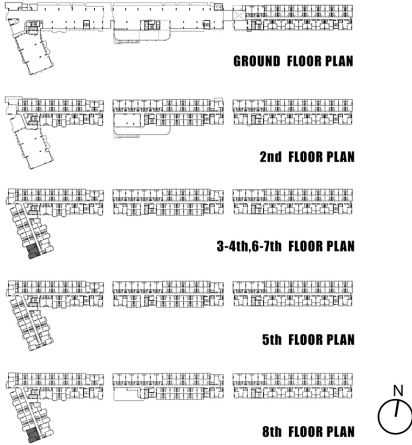 GROUND FLOOR PLAN
2nd FLOOR PLAN
3-4th,6-7th FLOOR PLAN
5th FLOOR PLAN
8th FLOOR PLAN
N